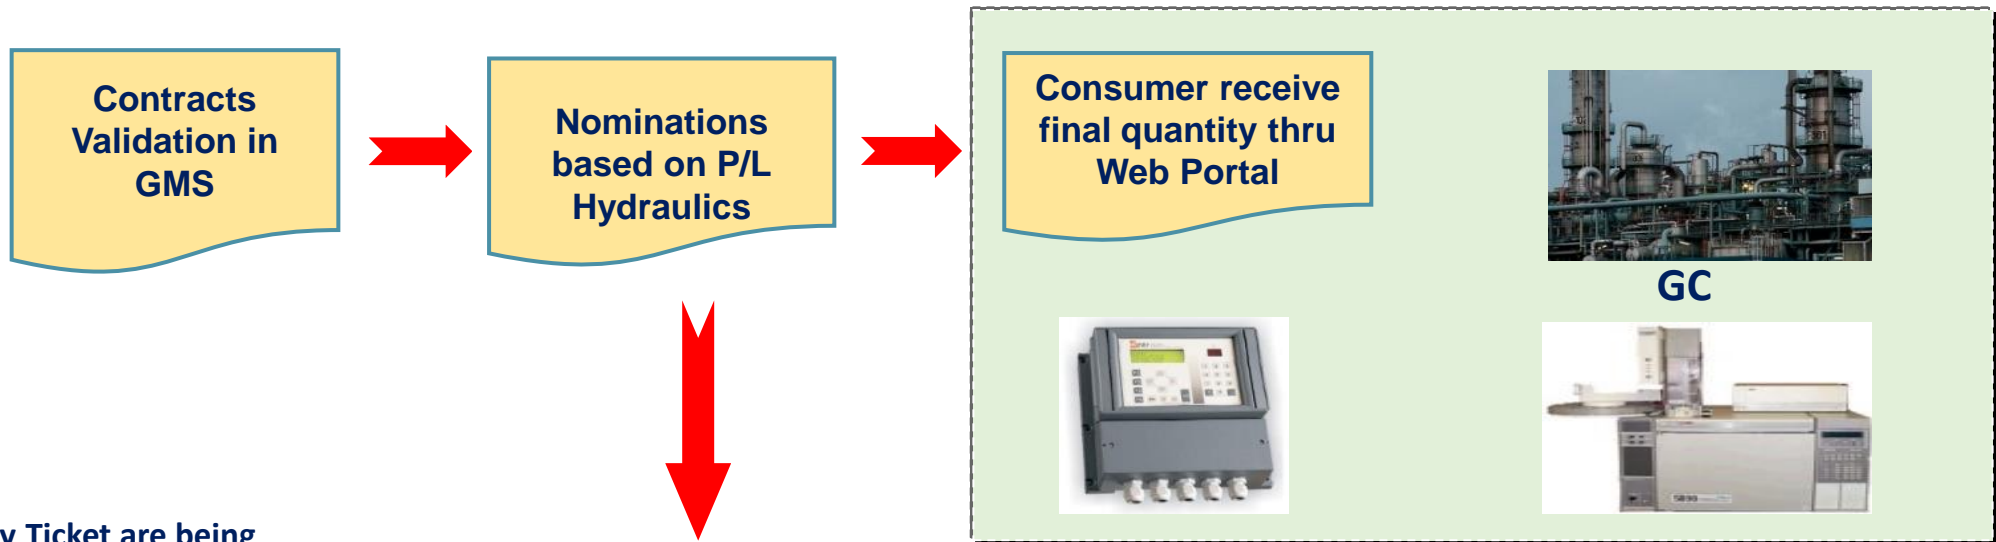 Contracts
Validation in
GMS
Nominations
based on P/L
Hydraulics
Consumer receive
final quantity thru
Web Portal
GC
5890
Ticket are being